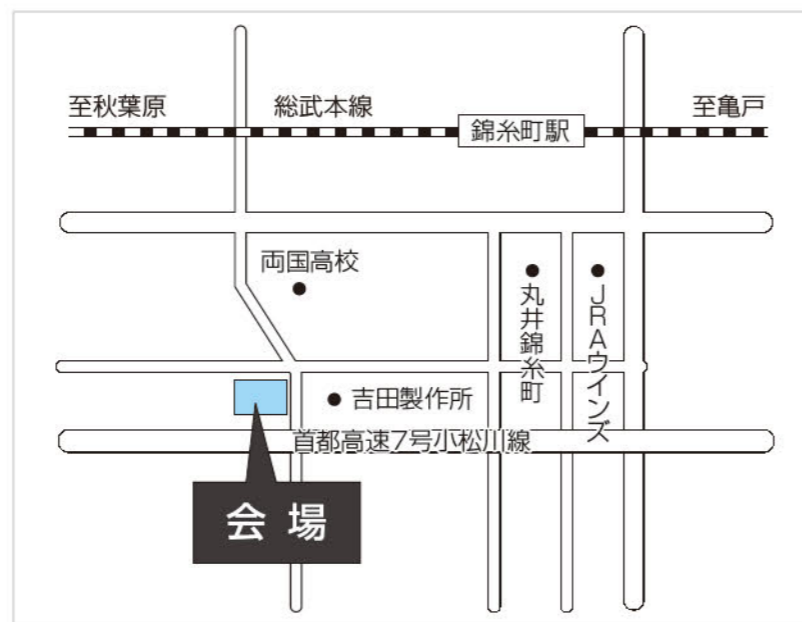 至秋葉原
総武本線
錦糸町駅
至亀戸
両国高校
丸井錦糸町
JRAウインズ
吉田製作所
首都高速7号小松川線
会場